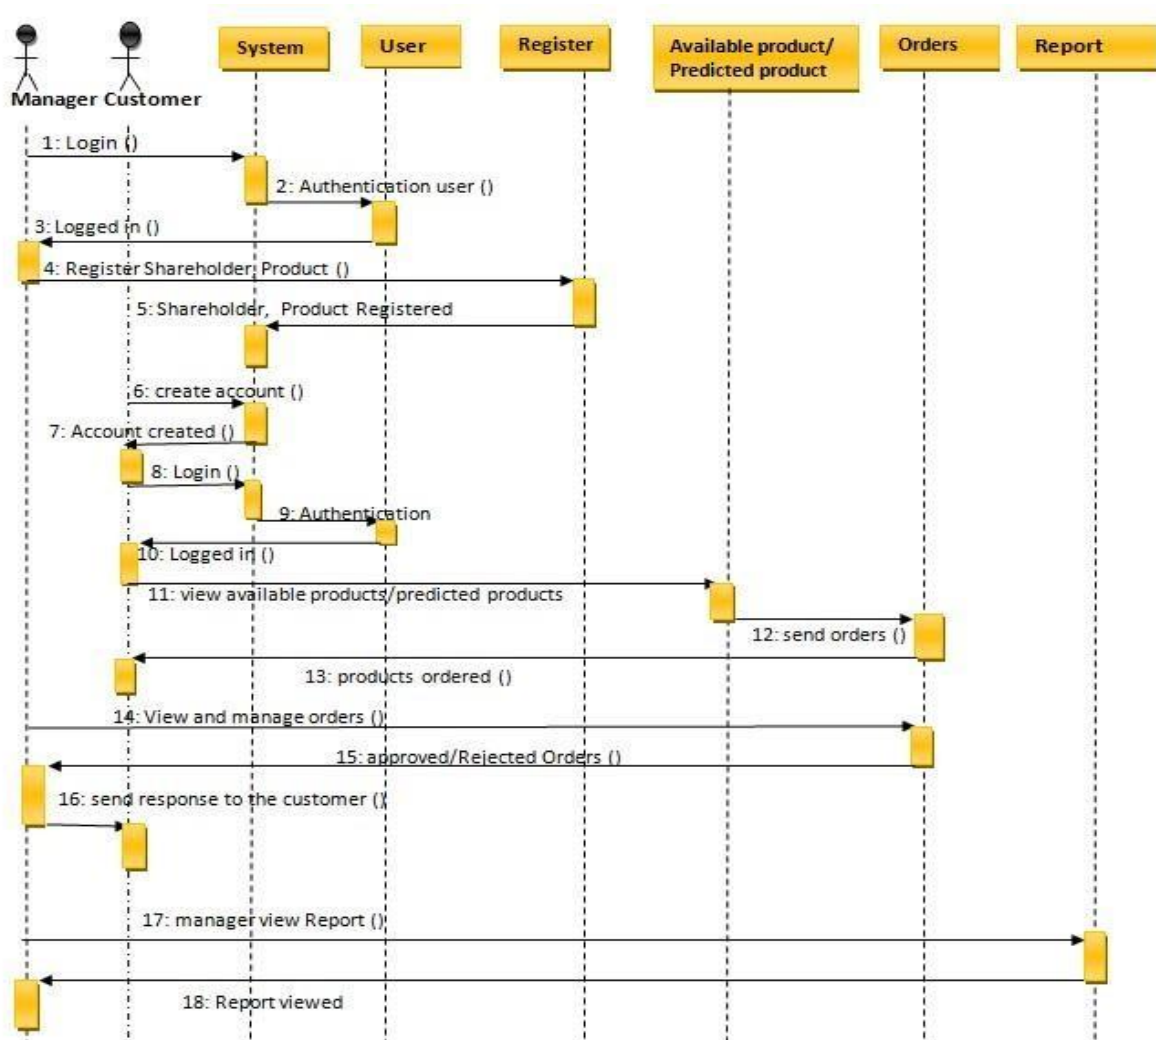 System
User
Register
Available product/
Predicted product
Orders
Report
Manager Customer
1: Login ()
2: Authentication user ()
3: Logged in ()
4: Register Shareholder, Product ()
5: Shareholder, Product Registered
6: create account ()
7: Account created ()
8: Login ()
9: Authentication
10: Logged in ()
11: view available products/predicted products
12: send orders ()
13: products ordered ()
14: View and manage orders ()
15: approved/Rejected Orders ()
16: send response to the customer ()
17: manager view Report ()
18: Report viewed